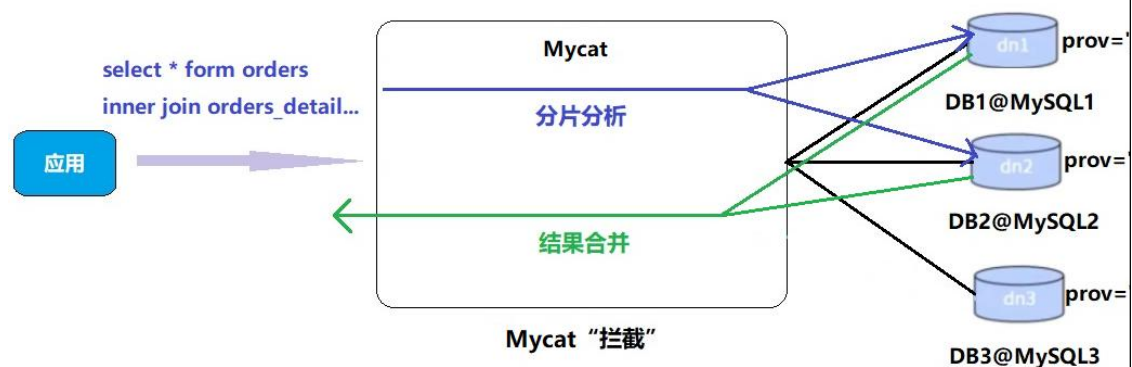 Mycat
select * form orders
inner join orders_detail...
应用
分片分析
结果合并
Mycat“拦截”
dn1
prov='
DB1@MySQL1
dn2
prov='
DB2@MySQL2
dn3
prov='
DB3@MySQL3